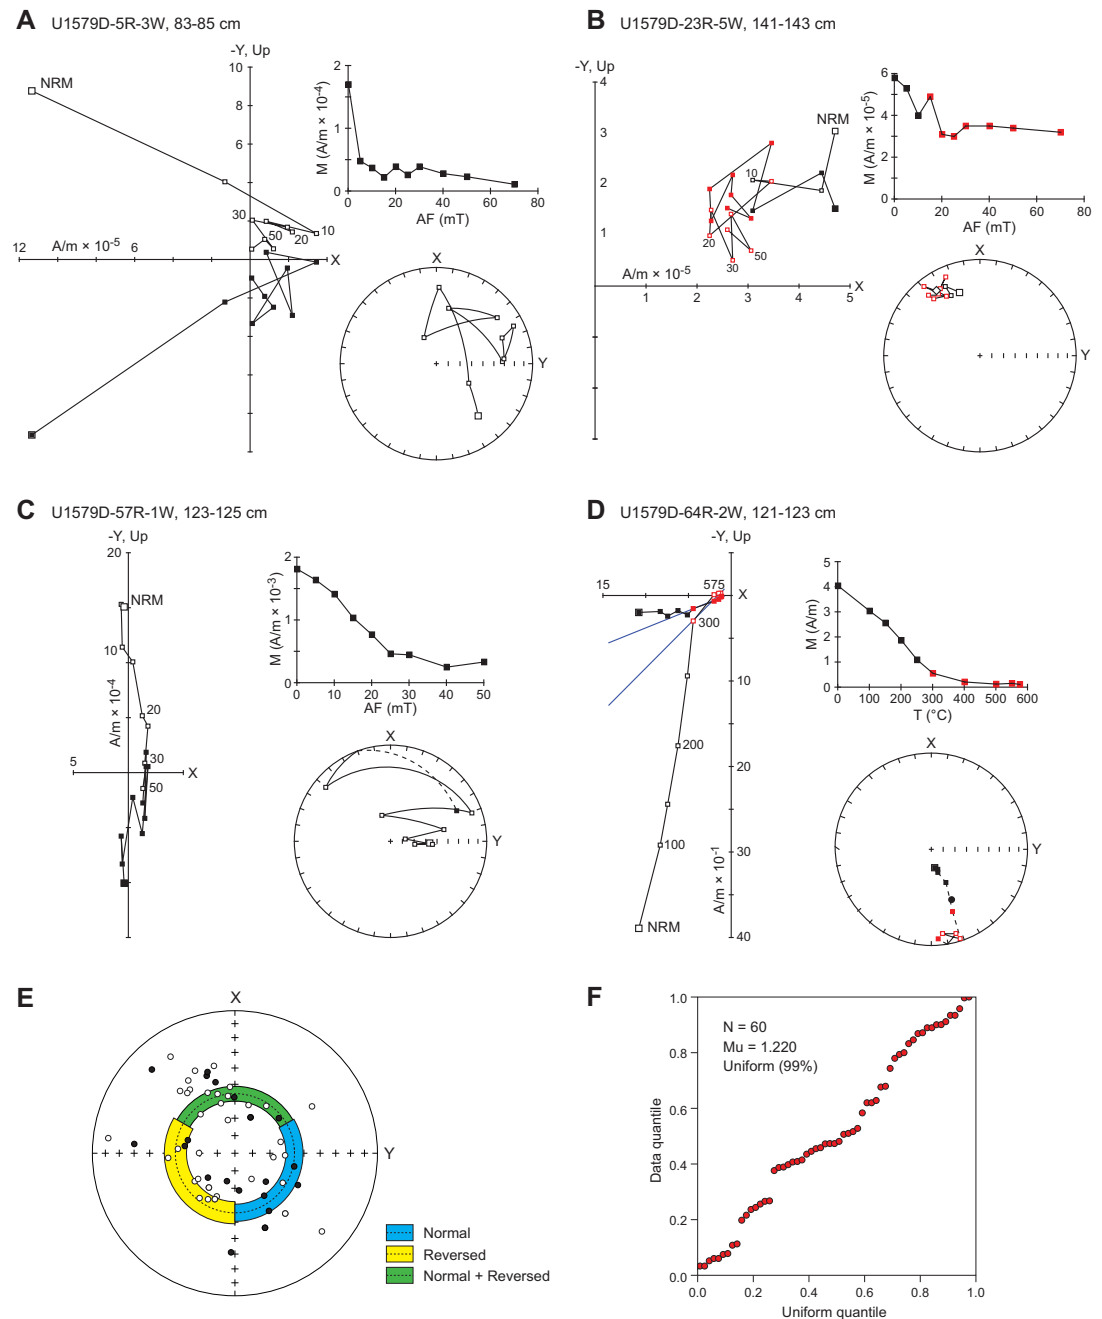 A U1579D-5R-3W, 83-85 cm
-Y, Up
10
8
6
4
2
NRM
30
50
20
10
12
A/m × 10-5
6
X
M (A/m × 10-4)
2
1
0
0 20 40 60 80
AF (mT)
X
Y
B U1579D-23R-5W, 141-143 cm
-Y, Up
4
3
2
1
NRM
10
20
30
50
A/m × 10-5
1 2 3 4 5
X
M (A/m × 10-5)
6
4
2
0
0 20 40 60 80
AF (mT)
X
Y
C U1579D-57R-1W, 123-125 cm
-Y, Up
20
NRM
10
20
30
50
A/m × 10-4
5
X
M (A/m × 10-3)
2
1
0
0 10 20 30 40 50
AF (mT)
X
Y
D U1579D-64R-2W, 121-123 cm
-Y, Up
15
575
X
300
10
200
20
100
30
A/m × 10-1
NRM
40
M (A/m)
5
4
3
2
1
0
0 100 200 300 400 500 600
T (°C)
X
Y
E
X
Y
Normal
Reversed
Normal + Reversed
F
N = 60
Mu = 1.220
Uniform (99%)
Data quantile
1.0
0.8
0.6
0.4
0.2
0.0
0.0 0.2 0.4 0.6 0.8 1.0
Uniform quantile